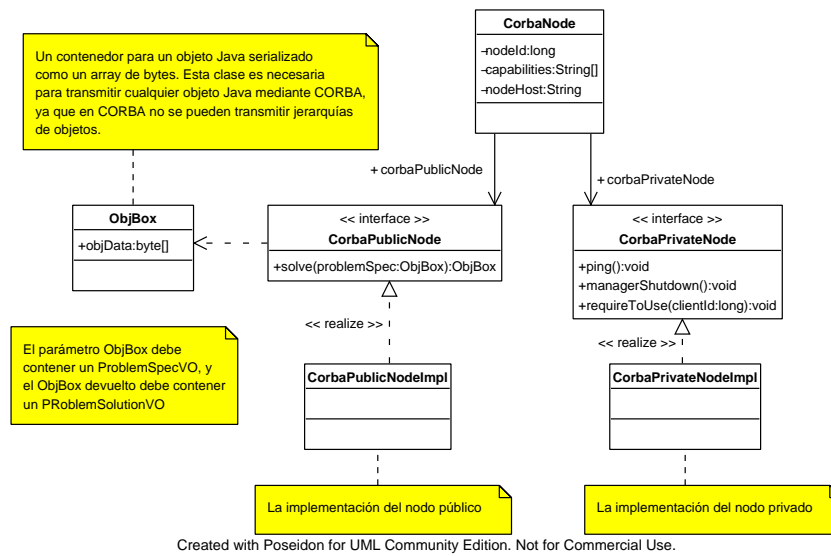 Un contenedor para un objeto Java serializado
como un array de bytes. Esta clase es necesaria
para transmitir cualquier objeto Java mediante CORBA,
ya que en CORBA no se pueden transmitir jerarquías
de objetos.
CorbaNode
-nodeId:long
-capabilities:String[]
-nodeHost:String
+ corbaPublicNode
+ corbaPrivateNode
ObjBox
+objData:byte[]
<< interface >>
CorbaPublicNode
+solve(problemSpec:ObjBox):ObjBox
<< interface >>
CorbaPrivateNode
+ping():void
+managerShutdown():void
+requireToUse(clientId:long):void
<< realize >>
<< realize >>
El parámetro ObjBox debe
contener un ProblemSpecVO, y
el ObjBox devuelto debe contener
un PRoblemSolutionVO
CorbaPublicNodeImpl
CorbaPrivateNodeImpl
La implementación del nodo público
La implementación del nodo privado
Created with Poseidon for UML Community Edition. Not for Commercial Use.